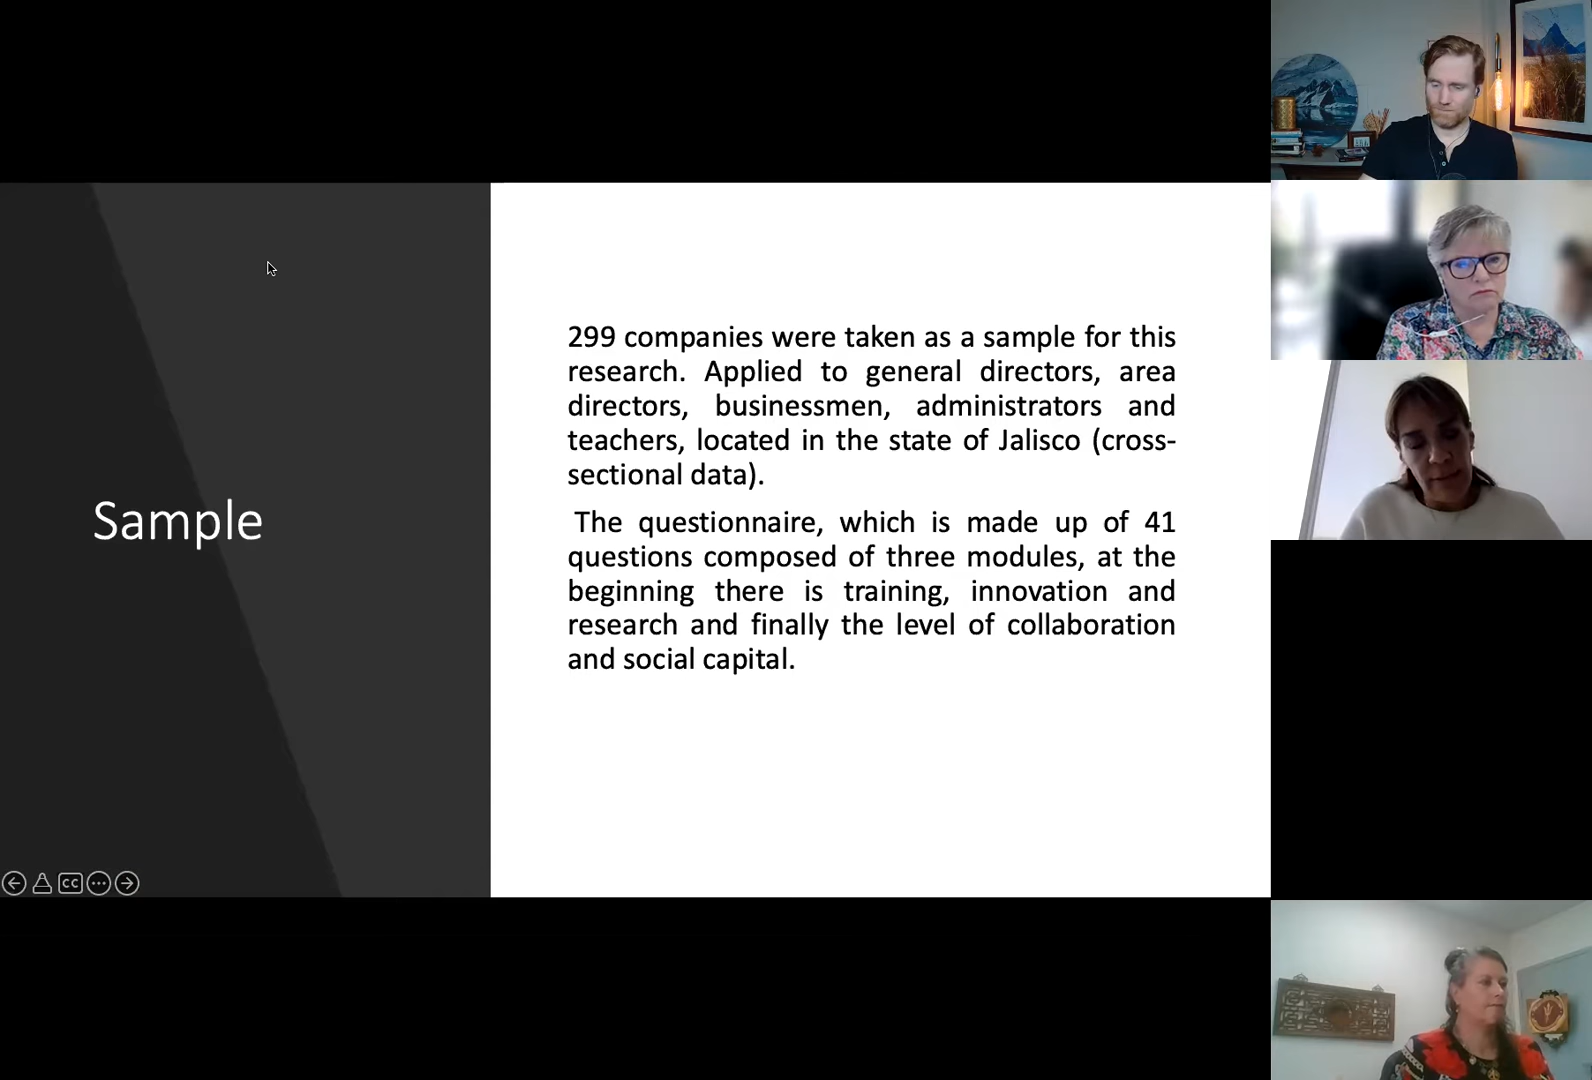 Sample
299 companies were taken as a sample for this
research. Applied to general directors, area
directors, businessmen, administrators and
teachers, located in the state of Jalisco (cross-
sectional data).
The questionnaire, which is made up of 41
questions composed of three modules, at the
beginning there is training, innovation and
research and finally the level of collaboration
and social capital.
CC